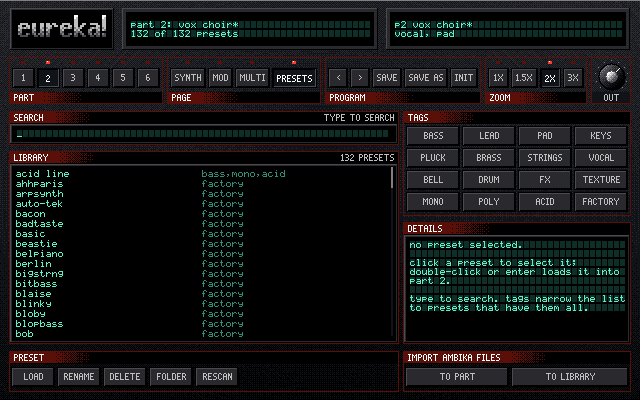 eureka!
part 2: vox choir*
132 of 132 presets
p2 vox choir*
vocal, pad
1 2 3 4 5 6 SYNTH MOD MULTI PRESETS < > SAVE SAVE AS INIT 1X 1.5X 2X 3X
PART PAGE PROGRAM ZOOM OUT
SEARCH TYPE TO SEARCH
_
LIBRARY 132 PRESETS
acid line bass,mono,acid
ahhparis factory
arpsynth factory
auto-tek factory
bacon factory
badtaste factory
basic factory
beastie factory
belpiano factory
berlin factory
bigstrng factory
bitbass factory
blaise factory
blinky factory
bloby factory
blopbass factory
bob factory
TAGS
BASS LEAD PAD KEYS
PLUCK BRASS STRINGS VOCAL
BELL DRUM FX TEXTURE
MONO POLY ACID FACTORY
DETAILS
no preset selected.
click a preset to select it;
double-click or enter loads it into
part 2.
type to search. tags narrow the list
to presets that have them all.
PRESET
LOAD RENAME DELETE FOLDER RESCAN
IMPORT AMBIKA FILES
TO PART TO LIBRARY